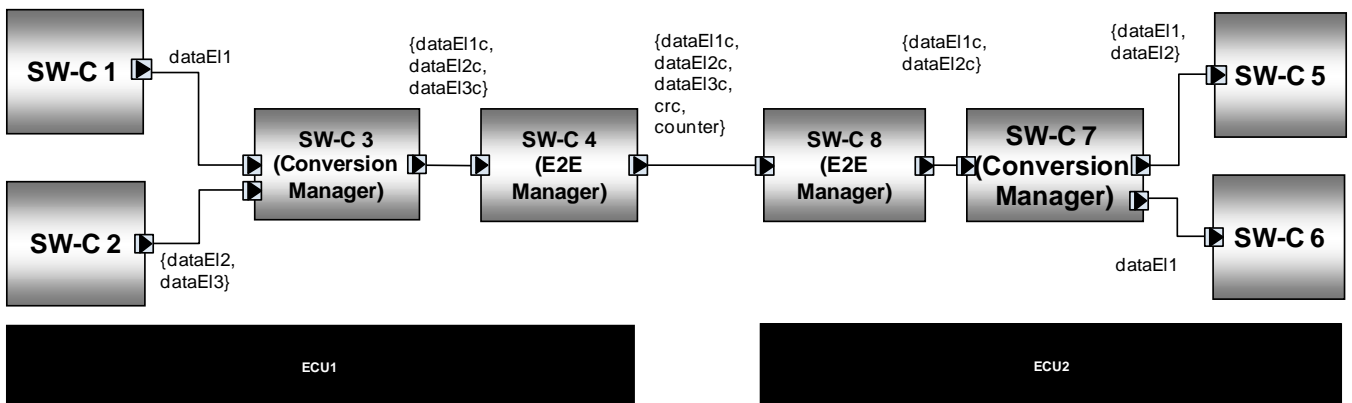 SW-C 1
dataEl1
SW-C 2
{dataEl2,
dataEl3}
SW-C 3
(Conversion
Manager)
{dataEl1c,
dataEl2c,
dataEl3c}
SW-C 4
(E2E
Manager)
{dataEl1c,
dataEl2c,
dataEl3c,
crc,
counter}
SW-C 8
(E2E
Manager)
{dataEl1c,
dataEl2c}
SW-C 7
(Conversion
Manager)
{dataEl1,
dataEl2}
SW-C 5
dataEl1
SW-C 6
ECU1
ECU2